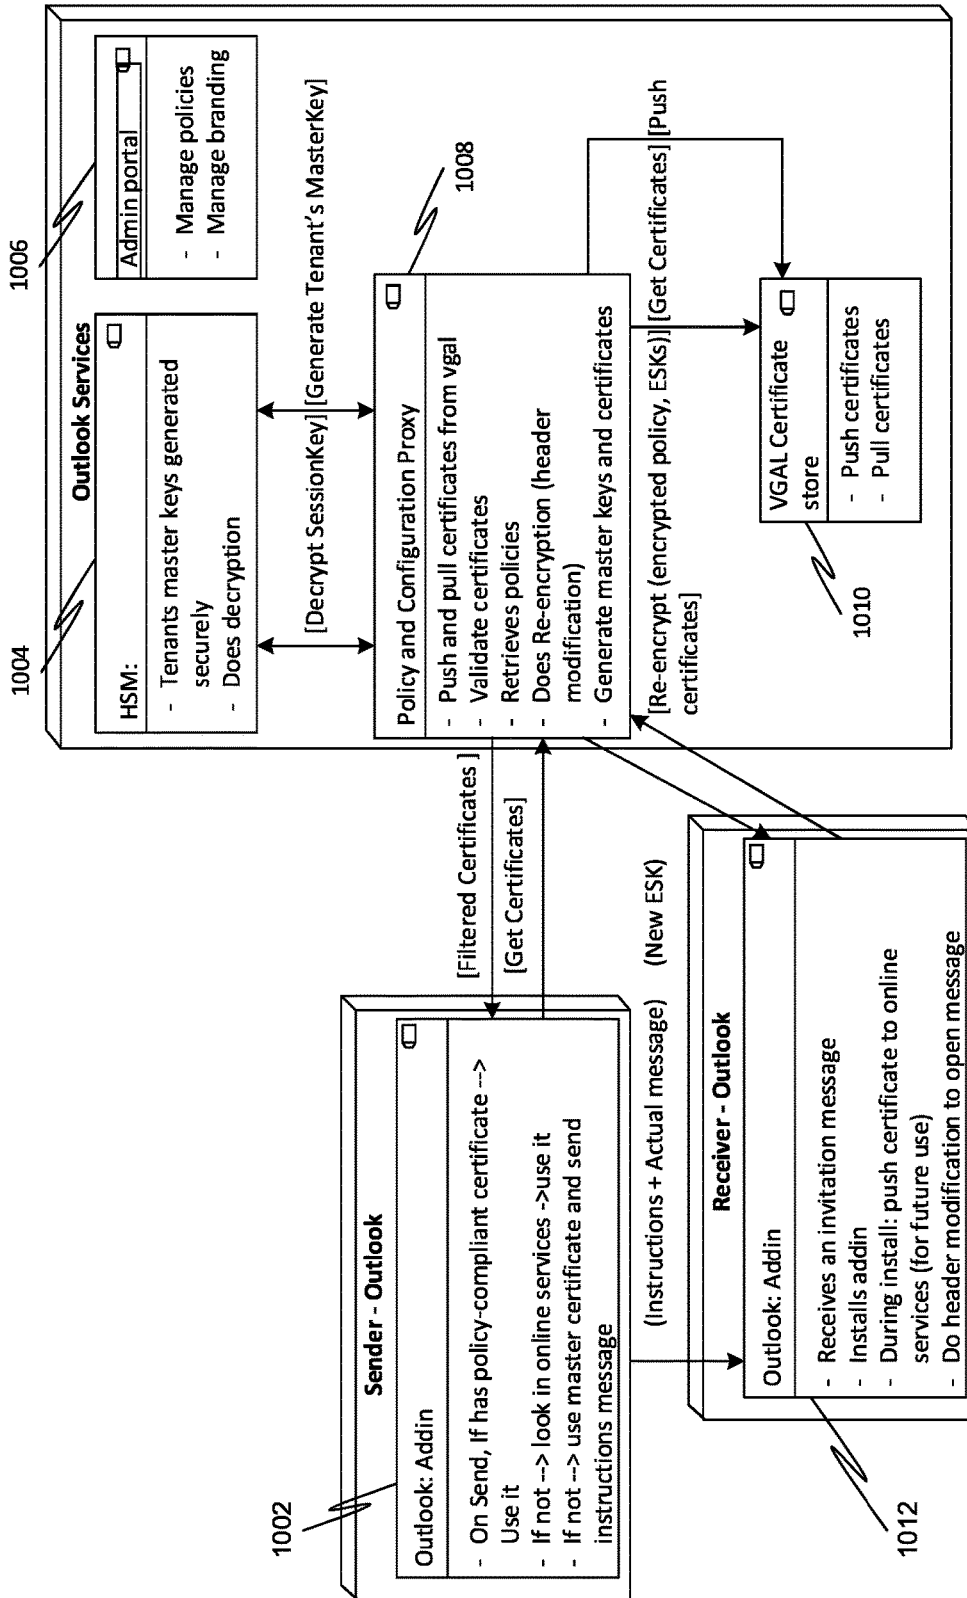 Outlook Services
1004
HSM:
- Tenants master keys generated
securely
- Does decryption
1006
Admin portal
- Manage policies
- Manage branding
[Decrypt SessionKey] [Generate Tenant's MasterKey]
1008
Policy and Configuration Proxy
- Push and pull certificates from vgal
- Validate certificates
- Retrieves policies
- Does Re-encryption (header
modification)
- Generate master keys and certificates
[Re-encrypt (encrypted policy, ESKs)] [Get Certificates] [Push
certificates]
VGAL Certificate
store
- Push certificates
- Pull certificates
1010
[Filtered Certificates ]
[Get Certificates]
Sender - Outlook
1002
Outlook: Addin
- On Send, If has policy-compliant certificate -->
Use it
- If not --> look in online services ->use it
- If not --> use master certificate and send
instructions message
(Instructions + Actual message)
(New ESK)
Receiver - Outlook
Outlook: Addin
- Receives an invitation message
- Installs addin
- During install: push certificate to online
services (for future use)
- Do header modification to open message
1012